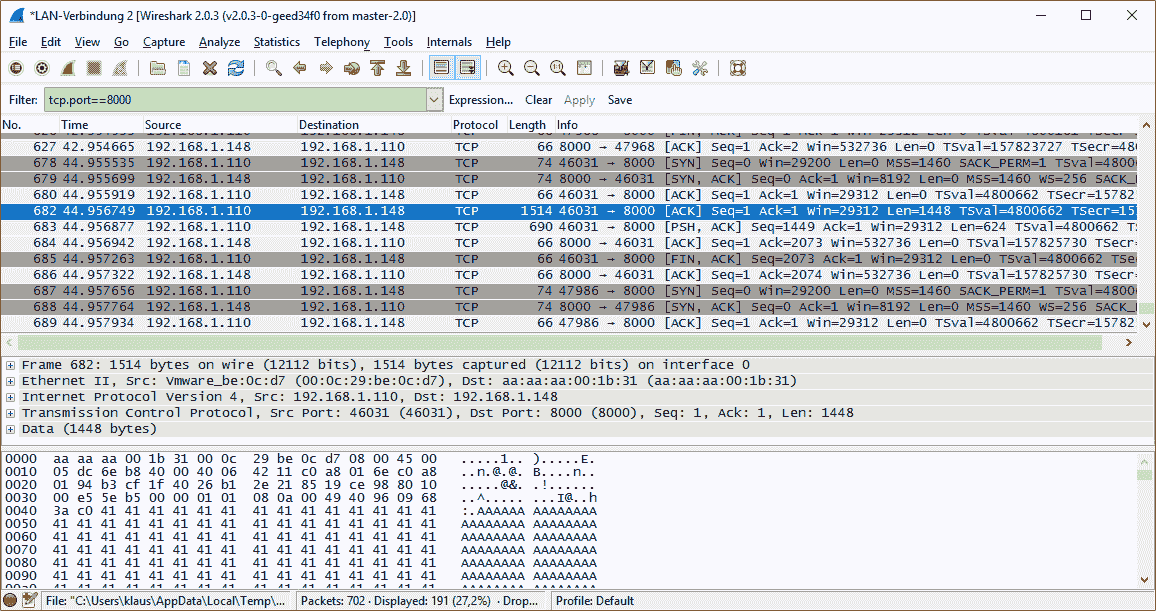 *LAN-Verbindung 2 [Wireshark 2.0.3 (v2.0.3-0-geed34f0 from master-2.0)]
File Edit View Go Capture Analyze Statistics Telephony Tools Internals Help
Filter: tcp.port==8000 Expression... Clear Apply Save
No. Time Source Destination Protocol Length Info
627 42.954665 192.168.1.148 192.168.1.110 TCP 66 8000 → 47968 [ACK] Seq=1 Ack=2 Win=532736 Len=0 TSval=157823727 TSecr=480
678 44.955535 192.168.1.110 192.168.1.148 TCP 74 46031 → 8000 [SYN] Seq=0 Win=29200 Len=0 MSS=1460 SACK_PERM=1 TSval=4800
679 44.955699 192.168.1.148 192.168.1.110 TCP 74 8000 → 46031 [SYN, ACK] Seq=0 Ack=1 Win=8192 Len=0 MSS=1460 WS=256 SACK_
680 44.955919 192.168.1.110 192.168.1.148 TCP 66 46031 → 8000 [ACK] Seq=1 Ack=1 Win=29312 Len=0 TSval=4800662 TSecr=15782
682 44.956749 192.168.1.110 192.168.1.148 TCP 1514 46031 → 8000 [ACK] Seq=1 Ack=1 Win=29312 Len=1448 TSval=4800662 TSecr=15
683 44.956877 192.168.1.110 192.168.1.148 TCP 690 46031 → 8000 [PSH, ACK] Seq=1449 Ack=1 Win=29312 Len=624 TSval=4800662 TS
684 44.956942 192.168.1.148 192.168.1.110 TCP 66 8000 → 46031 [ACK] Seq=1 Ack=2073 Win=532736 Len=0 TSval=157825730 TSecr
685 44.957263 192.168.1.110 192.168.1.148 TCP 66 46031 → 8000 [FIN, ACK] Seq=2073 Ack=1 Win=29312 Len=0 TSval=4800662 TSe
686 44.957322 192.168.1.148 192.168.1.110 TCP 66 8000 → 46031 [ACK] Seq=1 Ack=2074 Win=532736 Len=0 TSval=157825730 TSecr
687 44.957656 192.168.1.110 192.168.1.148 TCP 74 47986 → 8000 [SYN] Seq=0 Win=29200 Len=0 MSS=1460 SACK_PERM=1 TSval=4800
688 44.957764 192.168.1.148 192.168.1.110 TCP 74 8000 → 47986 [SYN, ACK] Seq=0 Ack=1 Win=8192 Len=0 MSS=1460 WS=256 SACK_
689 44.957934 192.168.1.110 192.168.1.148 TCP 66 47986 → 8000 [ACK] Seq=1 Ack=1 Win=29312 Len=0 TSval=4800662 TSecr=15782
Frame 682: 1514 bytes on wire (12112 bits), 1514 bytes captured (12112 bits) on interface 0
Ethernet II, Src: Vmware_be:0c:d7 (00:0c:29:be:0c:d7), Dst: aa:aa:aa:00:1b:31 (aa:aa:aa:00:1b:31)
Internet Protocol Version 4, Src: 192.168.1.110, Dst: 192.168.1.148
Transmission Control Protocol, Src Port: 46031 (46031), Dst Port: 8000 (8000), Seq: 1, Ack: 1, Len: 1448
Data (1448 bytes)
0000 aa aa aa 00 1b 31 00 0c 29 be 0c d7 08 00 45 00 .....1.. ).....E.
0010 05 dc 6e b8 40 00 40 06 42 11 c0 a8 01 6e c0 a8 ..n.@.@. B....n..
0020 01 94 b3 cf 1f 40 26 b1 2e 21 85 19 ce 98 80 10 .....@&. .!......
0030 00 e5 5e b5 00 00 01 01 08 0a 00 49 40 96 09 68 ..^..... ...I@..h
0040 3a c0 41 41 41 41 41 41 41 41 41 41 41 41 41 41 :.AAAAAA AAAAAAAA
0050 41 41 41 41 41 41 41 41 41 41 41 41 41 41 41 41 AAAAAAAA AAAAAAAA
0060 41 41 41 41 41 41 41 41 41 41 41 41 41 41 41 41 AAAAAAAA AAAAAAAA
0070 41 41 41 41 41 41 41 41 41 41 41 41 41 41 41 41 AAAAAAAA AAAAAAAA
0080 41 41 41 41 41 41 41 41 41 41 41 41 41 41 41 41 AAAAAAAA AAAAAAAA
0090 41 41 41 41 41 41 41 41 41 41 41 41 41 41 41 41 AAAAAAAA AAAAAAAA
File: "C:\Users\klaus\AppData\Local\Temp\... Packets: 702 · Displayed: 191 (27,2%) · Drop... Profile: Default